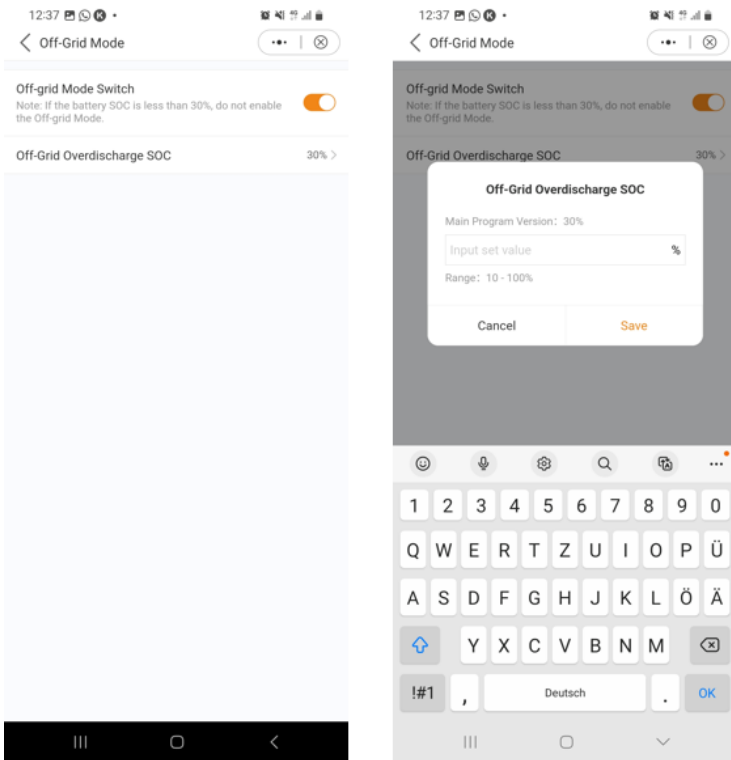 12:37
Off-Grid Mode
Off-grid Mode Switch
Note: If the battery SOC is less than 30%, do not enable
the Off-grid Mode.
Off-Grid Overdischarge SOC 30%
12:37
Off-Grid Mode
Off-grid Mode Switch
Note: If the battery SOC is less than 30%, do not enable
the Off-grid Mode.
Off-Grid Overdischarge SOC 30%
Off-Grid Overdischarge SOC
Main Program Version: 30%
Input set value %
Range: 10 - 100%
Cancel Save
1 2 3 4 5 6 7 8 9 0
Q W E R T Z U I O P Ü
A S D F G H J K L Ö Ä
Y X C V B N M
!#1 , Deutsch . OK